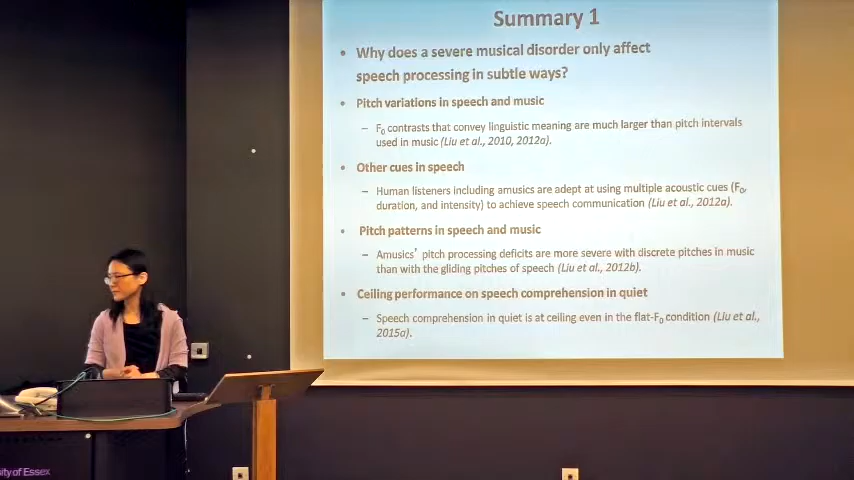 Summary 1
• Why does a severe musical disorder only affect
speech processing in subtle ways?
• Pitch variations in speech and music
– F0 contrasts that convey linguistic meaning are much larger than pitch intervals
used in music (Liu et al., 2010, 2012a).
• Other cues in speech
– Human listeners including amusics are adept at using multiple acoustic cues (F0,
duration, and intensity) to achieve speech communication (Liu et al., 2012a).
• Pitch patterns in speech and music
– Amusics' pitch processing deficits are more severe with discrete pitches in music
than with the gliding pitches of speech (Liu et al., 2012b).
• Ceiling performance on speech comprehension in quiet
– Speech comprehension in quiet is at ceiling even in the flat-F0 condition (Liu et al.,
2015a).
sity of Essex